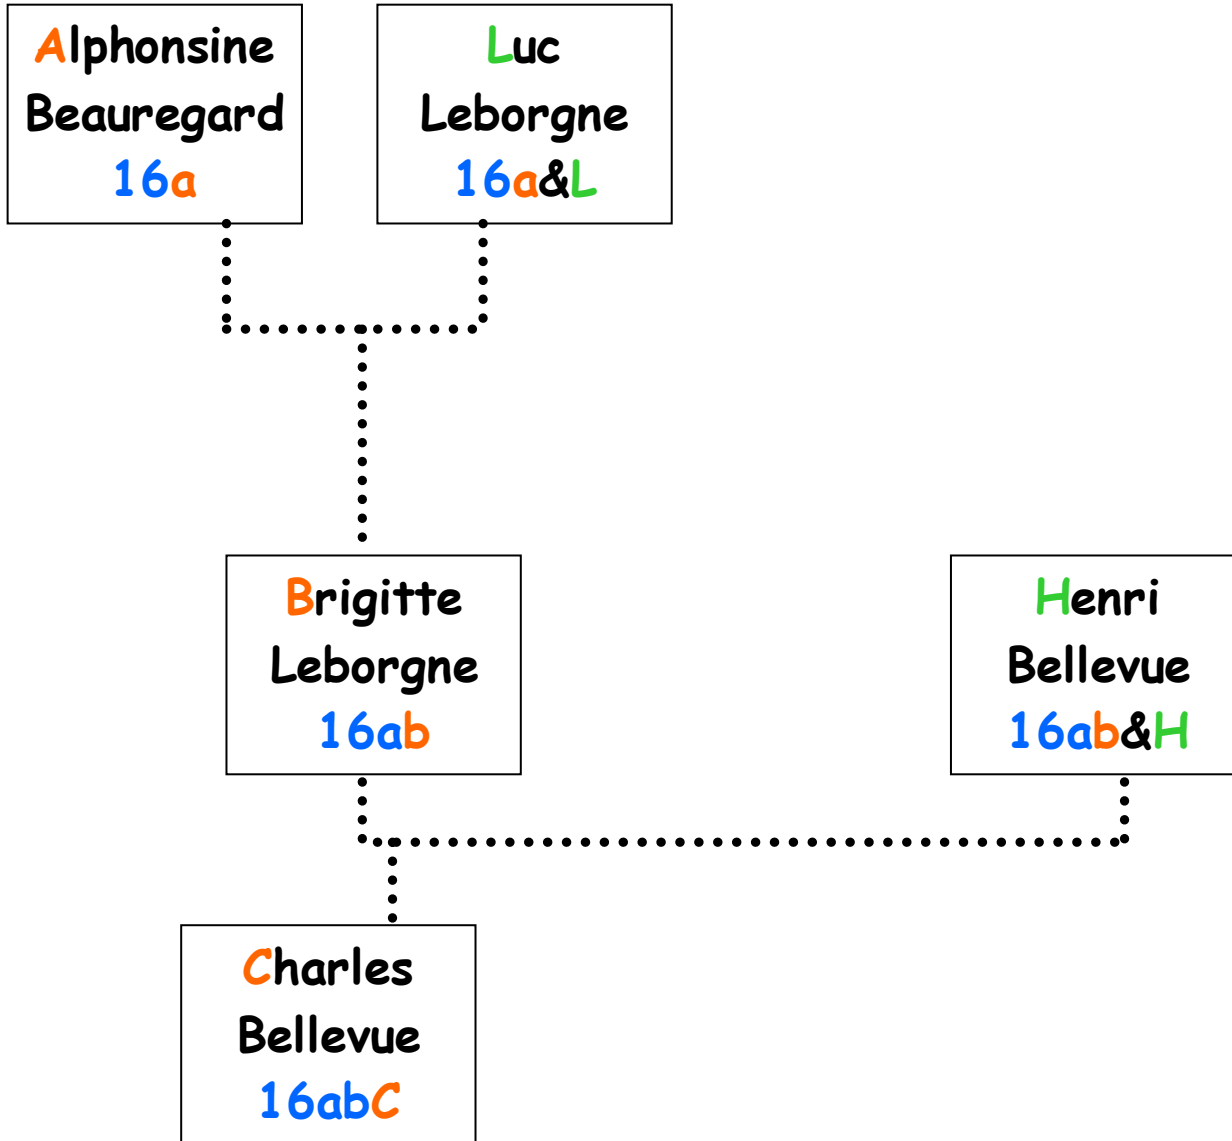 Alphonsine
Beauregard
16a
Luc
Leborgne
16a&L
Brigitte
Leborgne
16ab
Henri
Bellevue
16ab&H
Charles
Bellevue
16abC